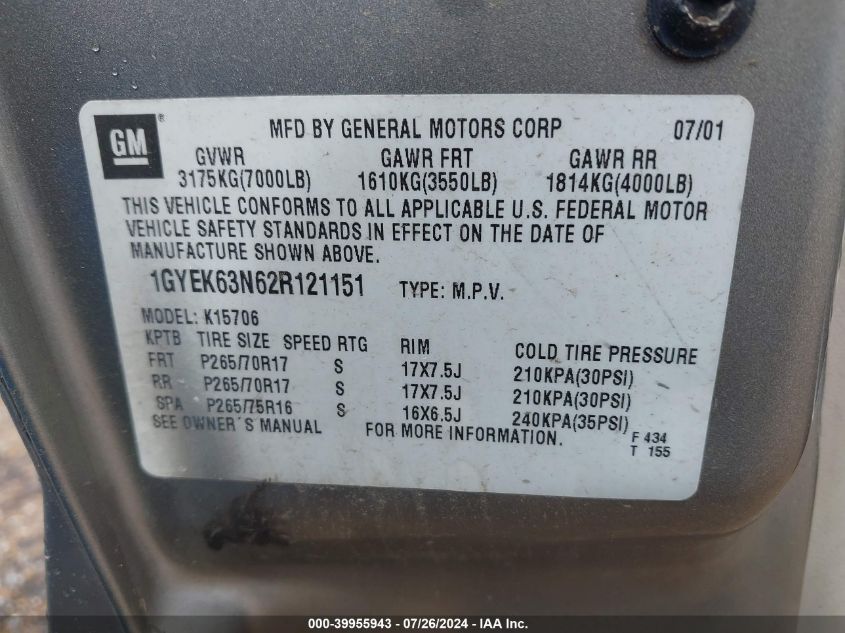 GM®
MFD BY GENERAL MOTORS CORP 07/01
GVWR GAWR FRT GAWR RR
3175KG(7000LB) 1610KG(3550LB) 1814KG(4000LB)
THIS VEHICLE CONFORMS TO ALL APPLICABLE U.S. FEDERAL MOTOR
VEHICLE SAFETY STANDARDS IN EFFECT ON THE DATE OF
MANUFACTURE SHOWN ABOVE.
1GYEK63N62R121151 TYPE: M.P.V.
MODEL: K15706
KPTB TIRE SIZE SPEED RTG RIM COLD TIRE PRESSURE
FRT P265/70R17 S 17X7.5J 210KPA(30PSI)
RR P265/70R17 S 17X7.5J 210KPA(30PSI)
SPA P265/75R16 S 16X6.5J 240KPA(35PSI)
SEE OWNER'S MANUAL FOR MORE INFORMATION.
F 434
T 155
000-39955943 - 07/26/2024 - IAA Inc.